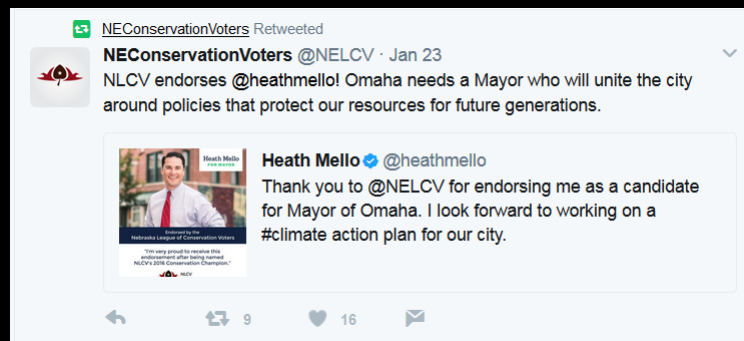 NEConservationVoters Retweeted
NEConservationVoters @NELCV · Jan 23
NLCV endorses @heathmello! Omaha needs a Mayor who will unite the city
around policies that protect our resources for future generations.
Heath Mello @heathmello
Thank you to @NELCV for endorsing me as a candidate
for Mayor of Omaha. I look forward to working on a
#climate action plan for our city.
Heath Mello
FOR MAYOR
Endorsed by the
Nebraska League of Conservation Voters
"I'm very proud to receive this
endorsement after being named
NLCV's 2016 Conservation Champion."
NLCV
9
16